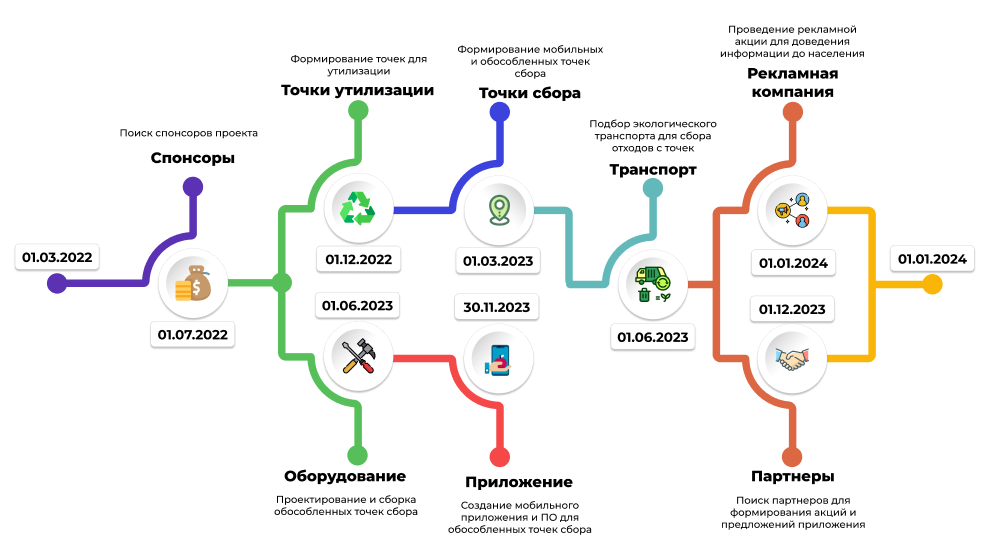 01.03.2022
Поиск спонсоров проекта
Спонсоры
01.07.2022
Формирование точек для
утилизации
Точки утилизации
01.12.2022
01.06.2023
Оборудование
Проектирование и сборка
обособленных точек сбора
Формирование мобильных
и обособленных точек
сбора
Точки сбора
01.03.2023
30.11.2023
Приложение
Создание мобильного
приложения и ПО для
обособленных точек сбора
Подбор экологического
транспорта для сбора
отходов с точек
Транспорт
01.06.2023
Проведение рекламной
акции для доведения
информации до населения
Рекламная
компания
01.01.2024
01.12.2023
Партнеры
Поиск партнеров для
формирования акций и
предложений приложения
01.01.2024